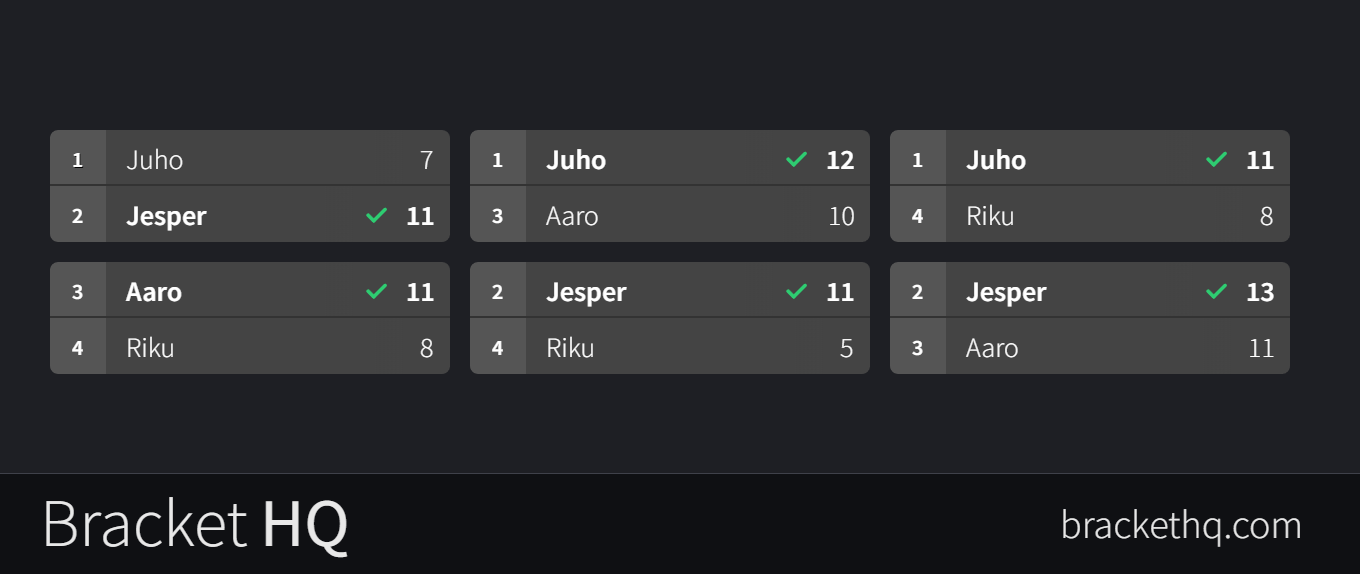 1 Juho 7
2 Jesper 11
3 Aaro 11
4 Riku 8
1 Juho 12
3 Aaro 10
2 Jesper 11
4 Riku 5
1 Juho 11
4 Riku 8
2 Jesper 13
3 Aaro 11
Bracket HQ
brackethq.com